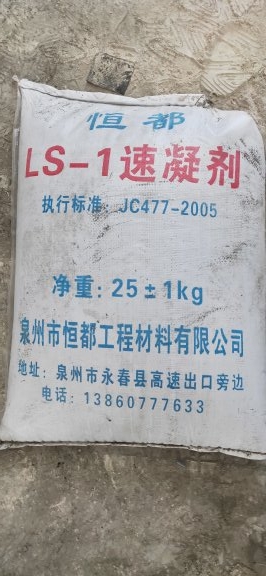 恒都
LS-1速凝剂
执行标准：JC477-2005
净重：25±1kg
泉州市恒都工程材料有限公司
地址：泉州市永春县高速出口旁边
电话：13860777633